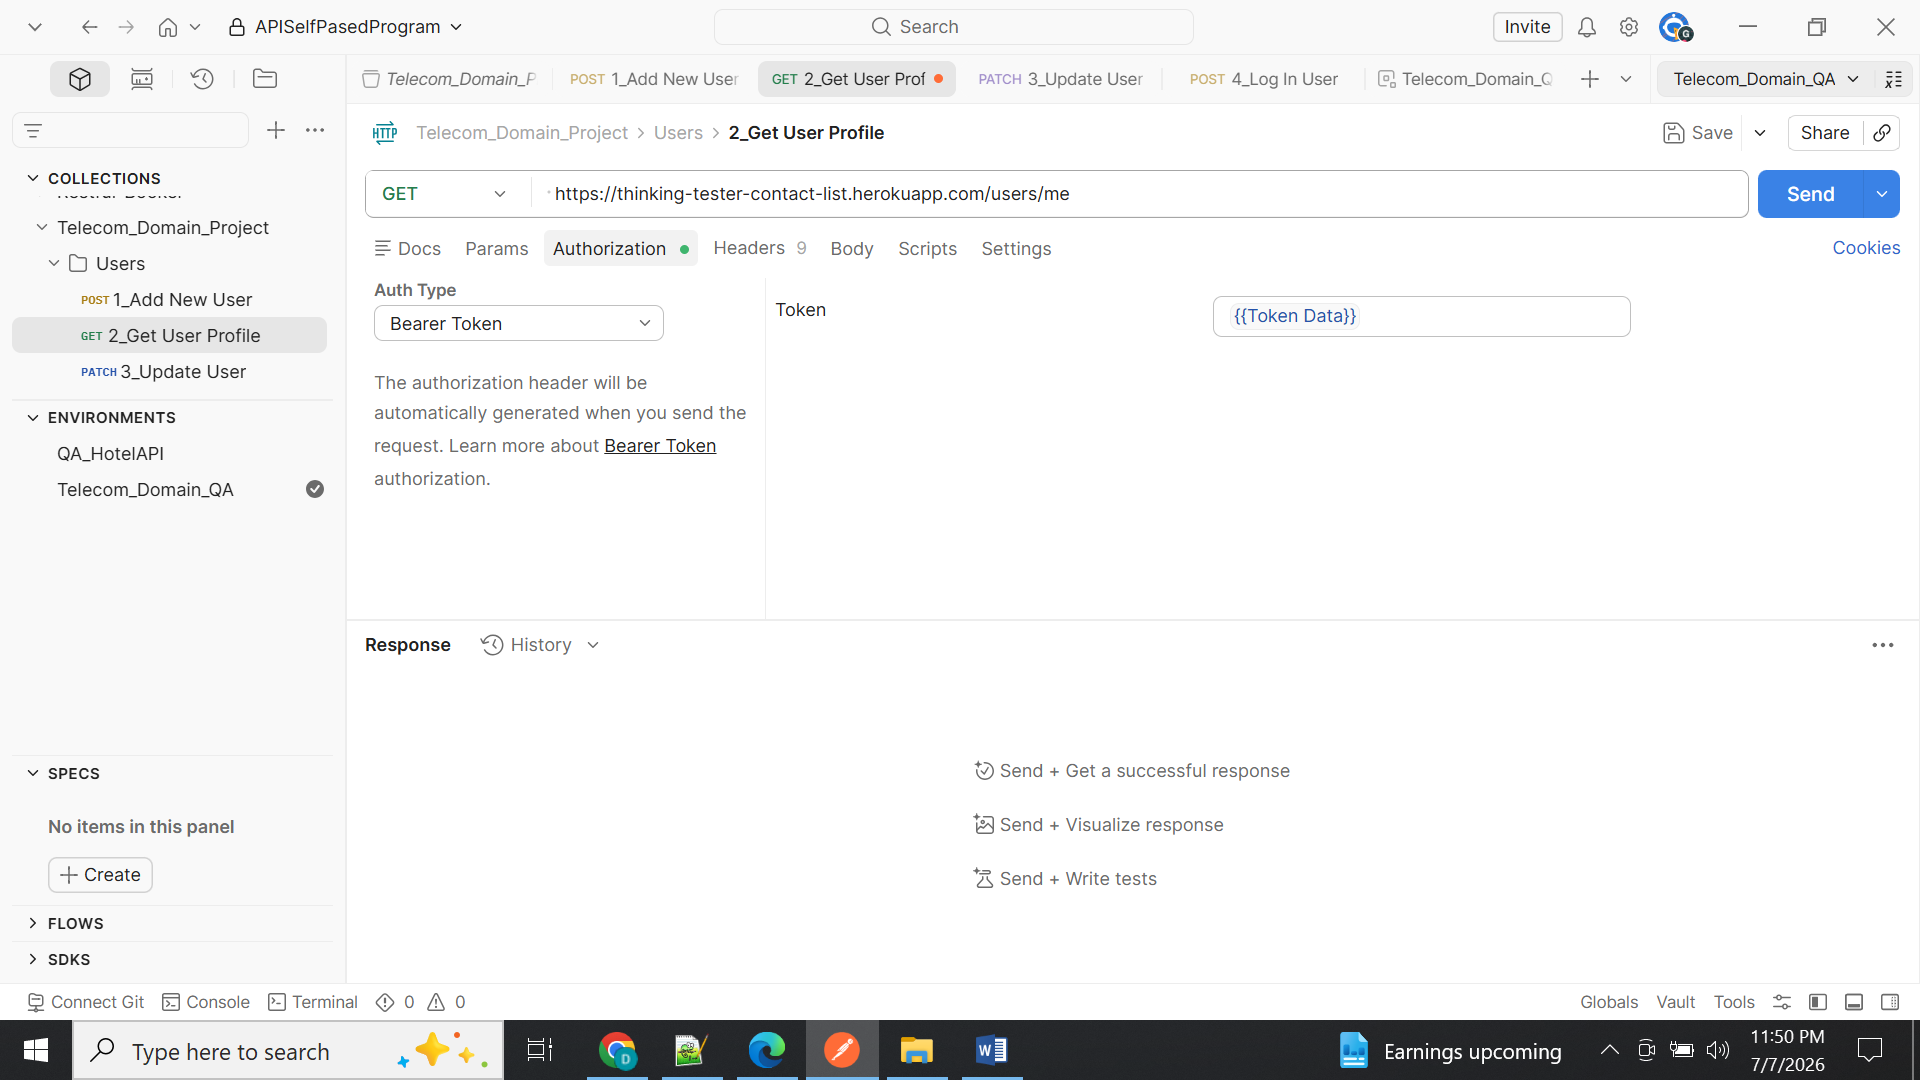 APISelfPasedProgram
Search
Invite
Telecom_Domain_P
POST 1_Add New User
GET 2_Get User Prof
PATCH 3_Update User
POST 4_Log In User
Telecom_Domain_Q
Telecom_Domain_QA
HTTP Telecom_Domain_Project > Users > 2_Get User Profile
Save
Share
COLLECTIONS
Telecom_Domain_Project
Users
POST 1_Add New User
GET 2_Get User Profile
PATCH 3_Update User
ENVIRONMENTS
QA_HotelAPI
Telecom_Domain_QA
SPECS
No items in this panel
Create
FLOWS
SDKS
GET
https://thinking-tester-contact-list.herokuapp.com/users/me
Send
Docs
Params
Authorization
Headers 9
Body
Scripts
Settings
Cookies
Auth Type
Bearer Token
The authorization header will be
automatically generated when you send the
request. Learn more about Bearer Token
authorization.
Token
{{Token Data}}
Response
History
Send + Get a successful response
Send + Visualize response
Send + Write tests
Connect Git
Console
Terminal
0
0
Globals
Vault
Tools
Type here to search
Earnings upcoming
11:50 PM
7/7/2026